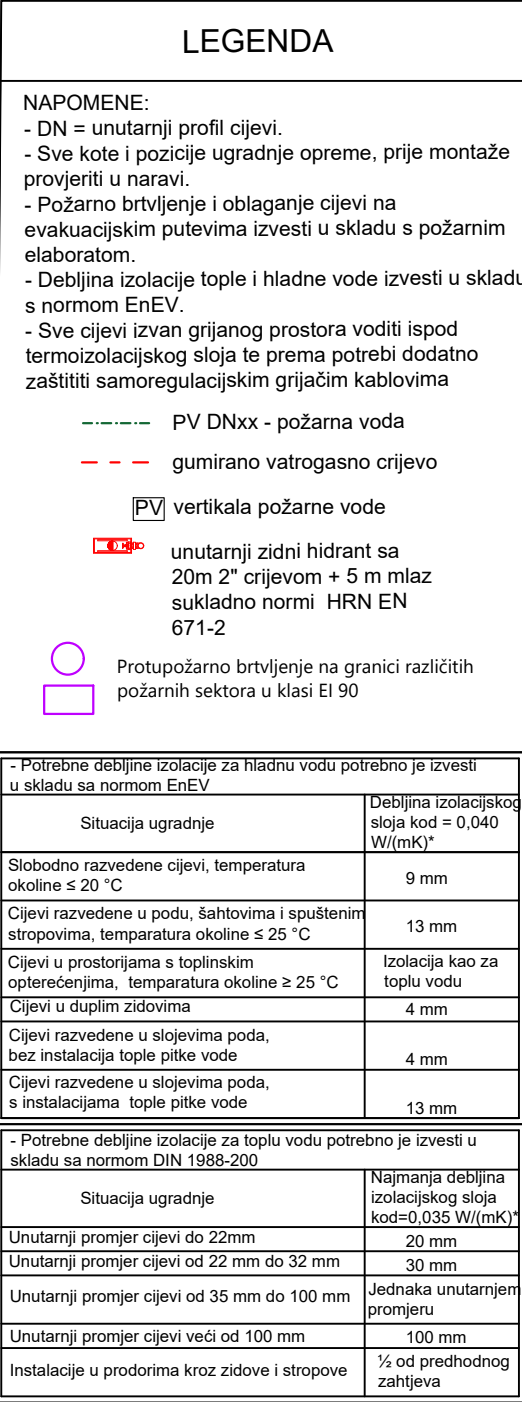 LEGENDA
NAPOMENE:
- DN = unutarnji profil cijevi.
- Sve kote i pozicije ugradnje opreme, prije montaže
provjeriti u naravi.
- Požarno brtvljenje i oblaganje cijevi na
evakuacijskim putevima izvesti u skladu s požarnim
elaboratom.
- Debljina izolacije tople i hladne vode izvesti u skladu
s normom EnEV.
- Sve cijevi izvan grijanog prostora voditi ispod
termoizolacijskog sloja te prema potrebi dodatno
zaštititi samoregulacijskim grijačim kablovima
PV DNxx - požarna voda
gumirano vatrogasno crijevo
PV vertikala požarne vode
unutarnji zidni hidrant sa
20m 2" crijevom + 5 m mlaz
sukladno normi HRN EN
671-2
Protupožarno brtvljenje na granici različitih
požarnih sektora u klasi EI 90
- Potrebne debljine izolacije za hladnu vodu potrebno je izvesti
u skladu sa normom EnEV
Situacija ugradnje
Debljina izolacijskog
sloja kod = 0,040
W/(mK)*
Slobodno razvedene cijevi, temperatura
okoline ≤ 20 °C
9 mm
Cijevi razvedene u podu, šahtovima i spuštenim
stropovima, temparatura okoline ≤ 25 °C
13 mm
Cijevi u prostorijama s toplinskim
opterećenjima, temparatura okoline ≥ 25 °C
Izolacija kao za
toplu vodu
Cijevi u duplim zidovima
4 mm
Cijevi razvedene u slojevima poda,
bez instalacija tople pitke vode
4 mm
Cijevi razvedene u slojevima poda,
s instalacijama tople pitke vode
13 mm
- Potrebne debljine izolacije za toplu vodu potrebno je izvesti u
skladu sa normom DIN 1988-200
Situacija ugradnje
Najmanja debljina
izolacijskog sloja
kod=0,035 W/(mK)*
Unutarnji promjer cijevi do 22mm
20 mm
Unutarnji promjer cijevi od 22 mm do 32 mm
30 mm
Unutarnji promjer cijevi od 35 mm do 100 mm
Jednaka unutarnjem
promjeru
Unutarnji promjer cijevi veći od 100 mm
100 mm
Instalacije u prodorima kroz zidove i stropove
½ od predhodnog
zahtjeva